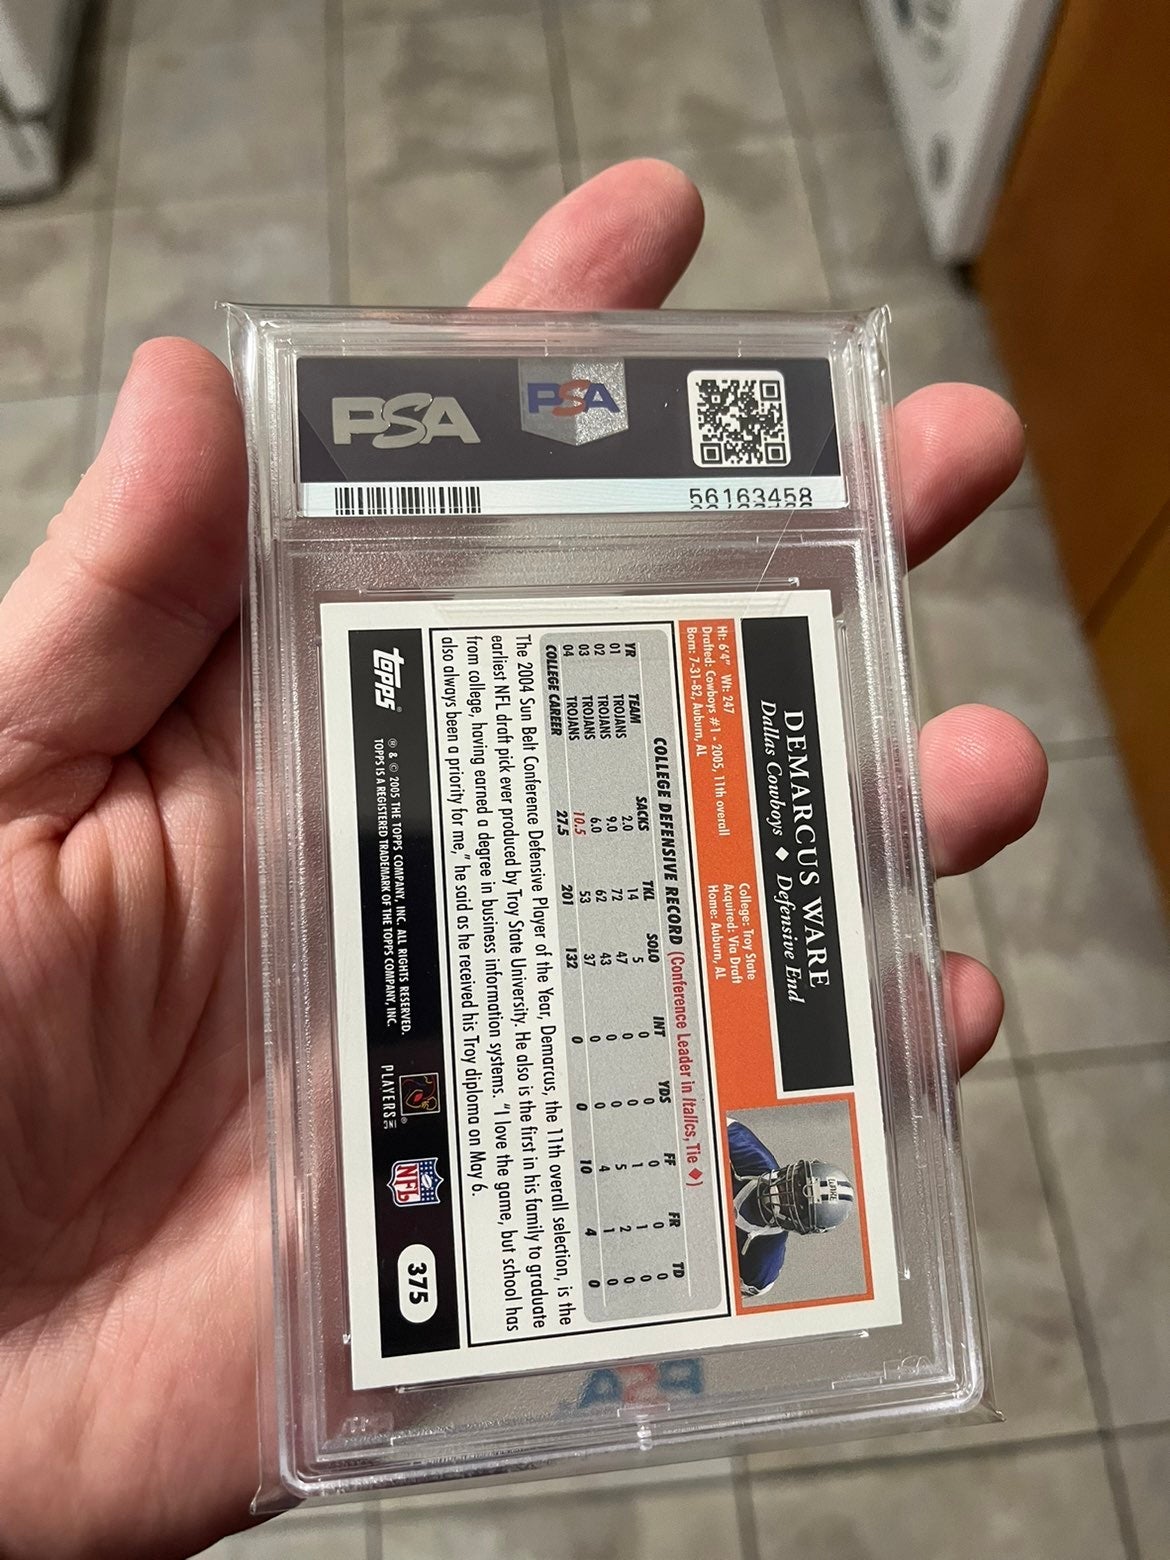 PSA
PSA
56163458
DEMARCUS WARE
Dallas Cowboys ◆ Defensive End
Ht: 6'4" Wt: 247
Drafted: Cowboys #1 - 2005, 11th overall
Born: 7-31-82, Auburn, AL
College: Troy State
Acquired: Via Draft
Home: Auburn, AL
WARE
COLLEGE DEFENSIVE RECORD (Conference Leader in Italics, Tie ◆)
YR TEAM SACKS TKL SOLO INT YDS FF FR TD
01 TROJANS 2.0 14 5 0 0 0 0 0
02 TROJANS 9.0 72 47 0 0 1 1 0
03 TROJANS 6.0 62 43 0 0 5 2 0
04 TROJANS 10.5 53 37 0 0 4 1 0
COLLEGE CAREER 27.5 201 132 0 0 10 4 0
The 2004 Sun Belt Conference Defensive Player of the Year, Demarcus, the 11th overall selection, is the
earliest NFL draft pick ever produced by Troy State University. He also is the first in his family to graduate
from college, having earned a degree in business information systems. "I love the game, but school has
also always been a priority for me," he said as he received his Troy diploma on May 6.
topps®
® & © 2005 THE TOPPS COMPANY, INC. ALL RIGHTS RESERVED.
TOPPS IS A REGISTERED TRADEMARK OF THE TOPPS COMPANY, INC.
PLAYERS INC
NFL
375
PSA